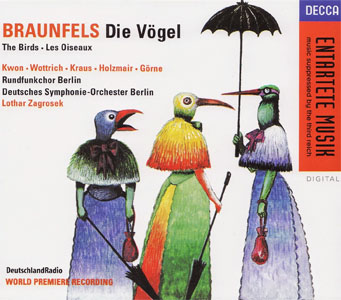 BRAUNFELS Die Vögel
The Birds · Les Oiseaux
Kwon · Wottrich · Kraus · Holzmair · Görne
Rundfunkchor Berlin
Deutsches Symphonie-Orchester Berlin
Lothar Zagrosek
DECCA
ENTARTETE MUSIK
music suppressed by the third reich
DIGITAL
DeutschlandRadio
WORLD PREMIERE RECORDING